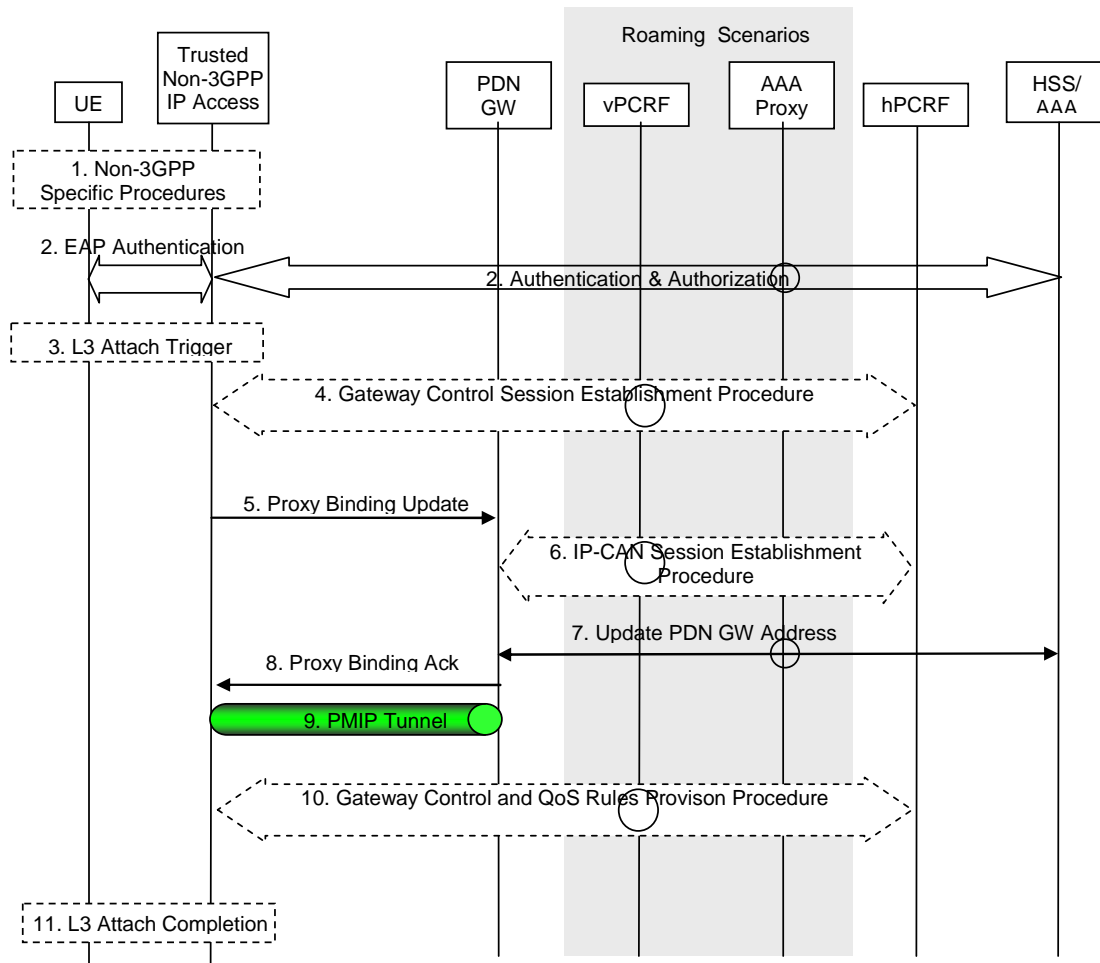 Roaming Scenarios
Trusted
Non-3GPP
IP Access
UE
PDN
GW
vPCRF
AAA
Proxy
hPCRF
HSS/
AAA
1. Non-3GPP
Specific Procedures
2. EAP Authentication
2. Authentication & Authorization
3. L3 Attach Trigger
4. Gateway Control Session Establishment Procedure
5. Proxy Binding Update
6. IP-CAN Session Establishment
Procedure
7. Update PDN GW Address
8. Proxy Binding Ack
9. PMIP Tunnel
10. Gateway Control and QoS Rules Provison Procedure
11. L3 Attach Completion